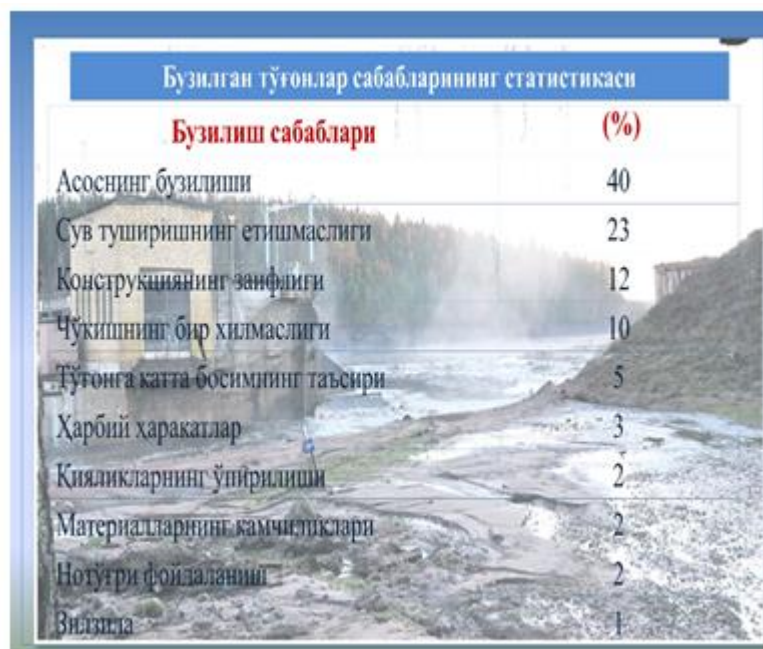 Бузилган тўғонлар сабабларининг статистикаси
Бузилиш сабаблари (%)
Асоснинг бузилиши 40
Сув туширишнинг етишмаслиги 23
Конструкциянинг заифлиги 12
Чўкишнинг бир хилмаслиги 10
Тўғонга катта босимнинг таъсири 5
Ҳарбий ҳаракатлар 3
Қияликларнинг ўпирилиши 2
Материалларнинг камчиликлари 2
Нотўғри фойдаланинг 2
Зилзила 1